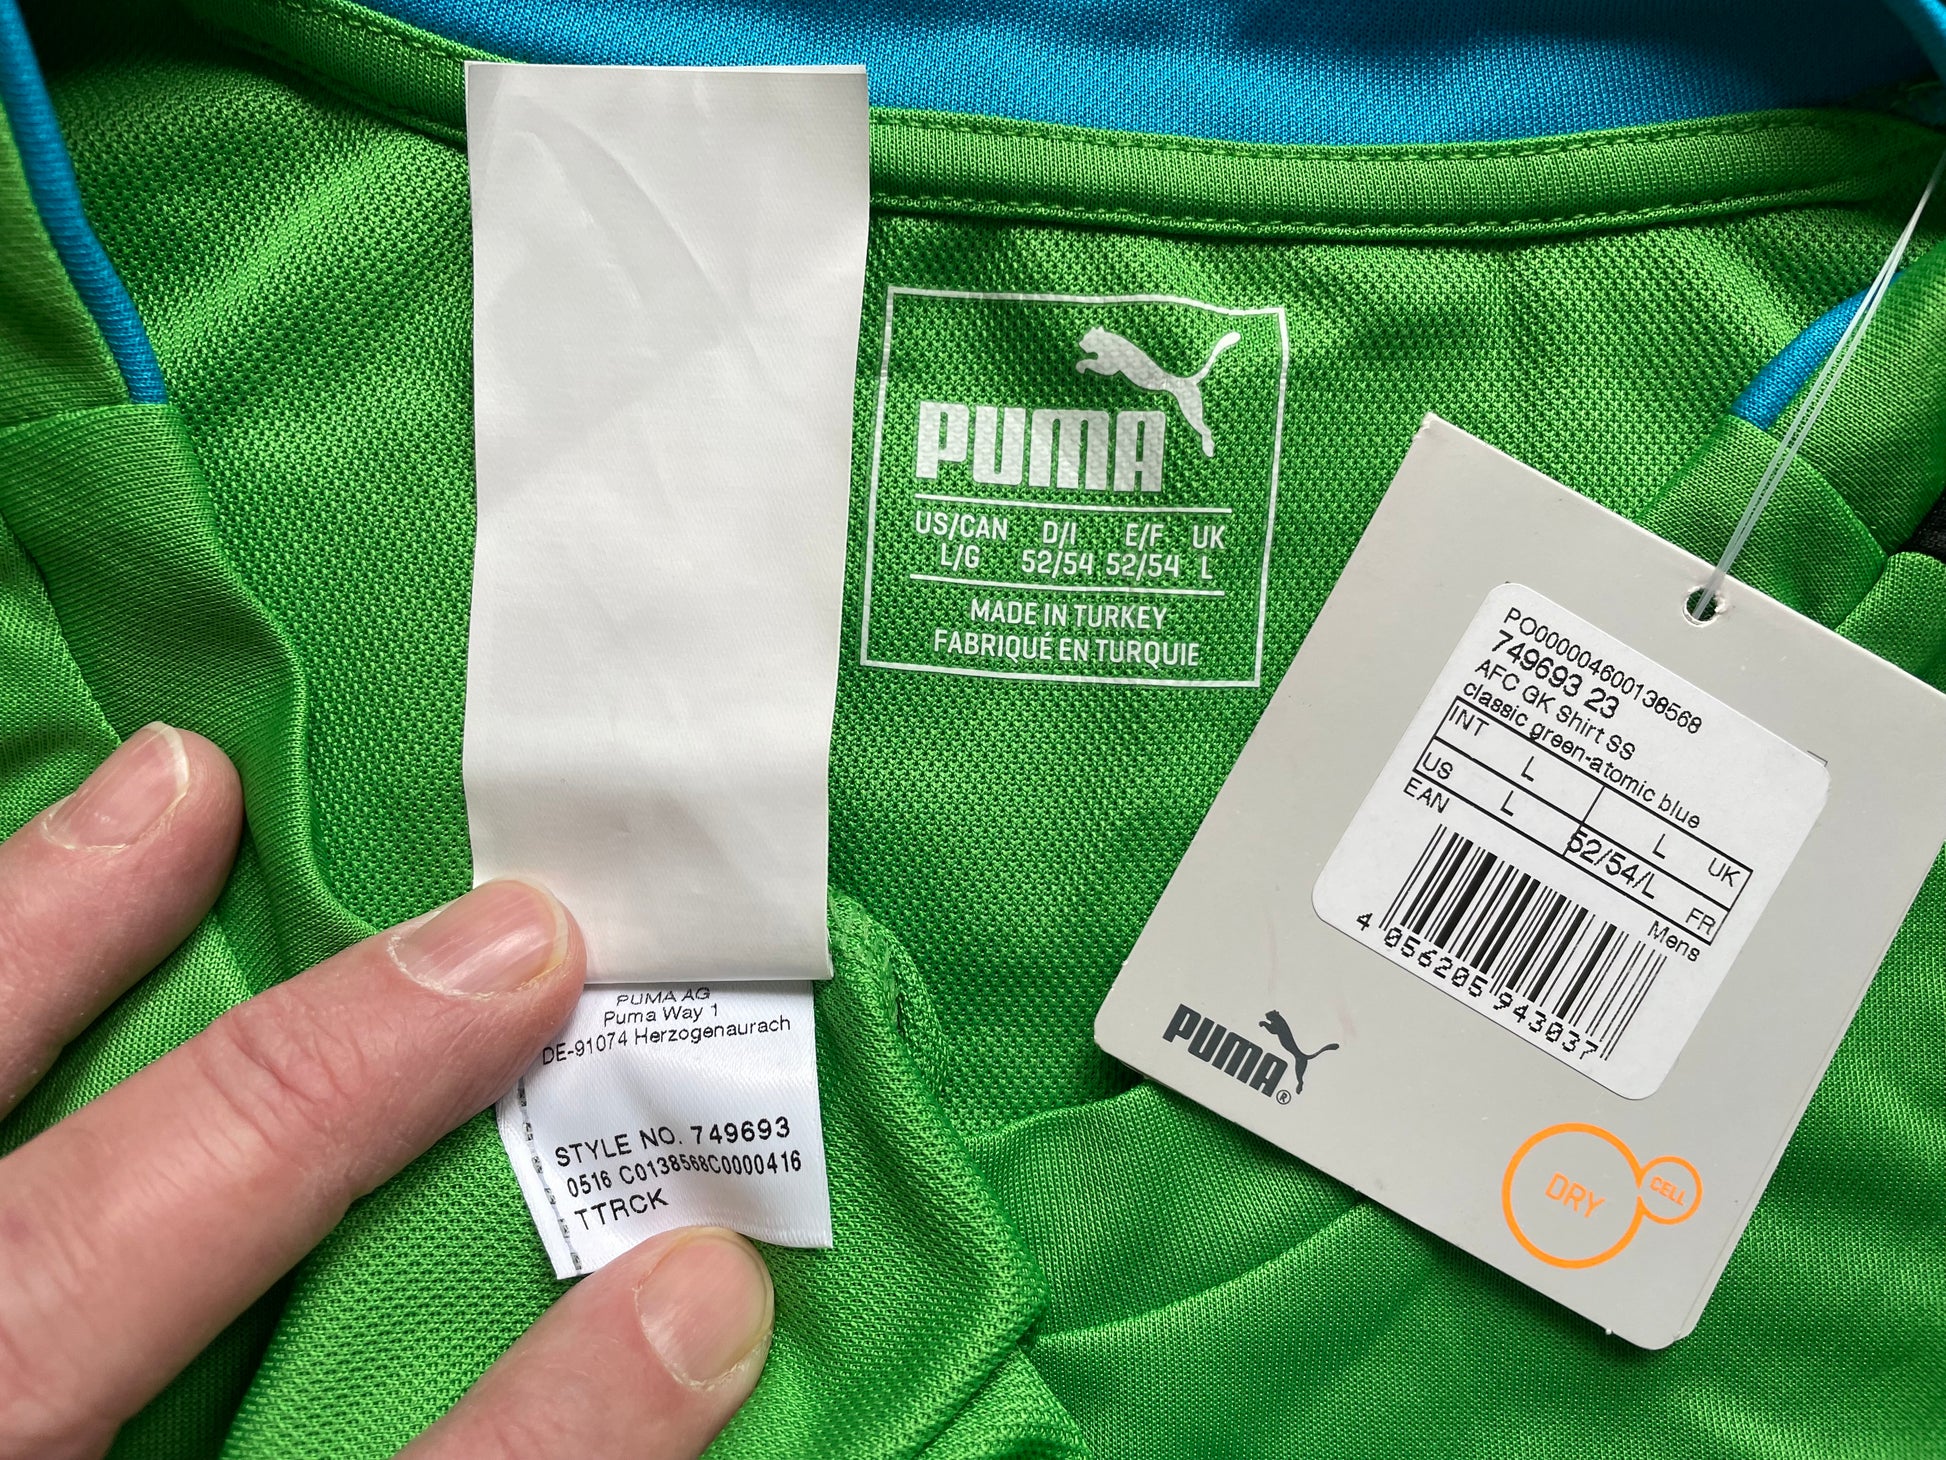 PUMA
US/CAN D/I E/F UK
L/G 52/54 52/54 L
MADE IN TURKEY
FABRIQUÉ EN TURQUIE
PUMA AG
Puma Way 1
DE-91074 Herzogenaurach
STYLE NO. 749693
0516 C0138568C0000416
TTRCK
PO0000004600138568
749693 23
AFC GK Shirt SS
classic green-atomic blue
INT L L UK
US L 52/54/L FR
EAN Mens
4 056205 943037
PUMA®
DRY CELL